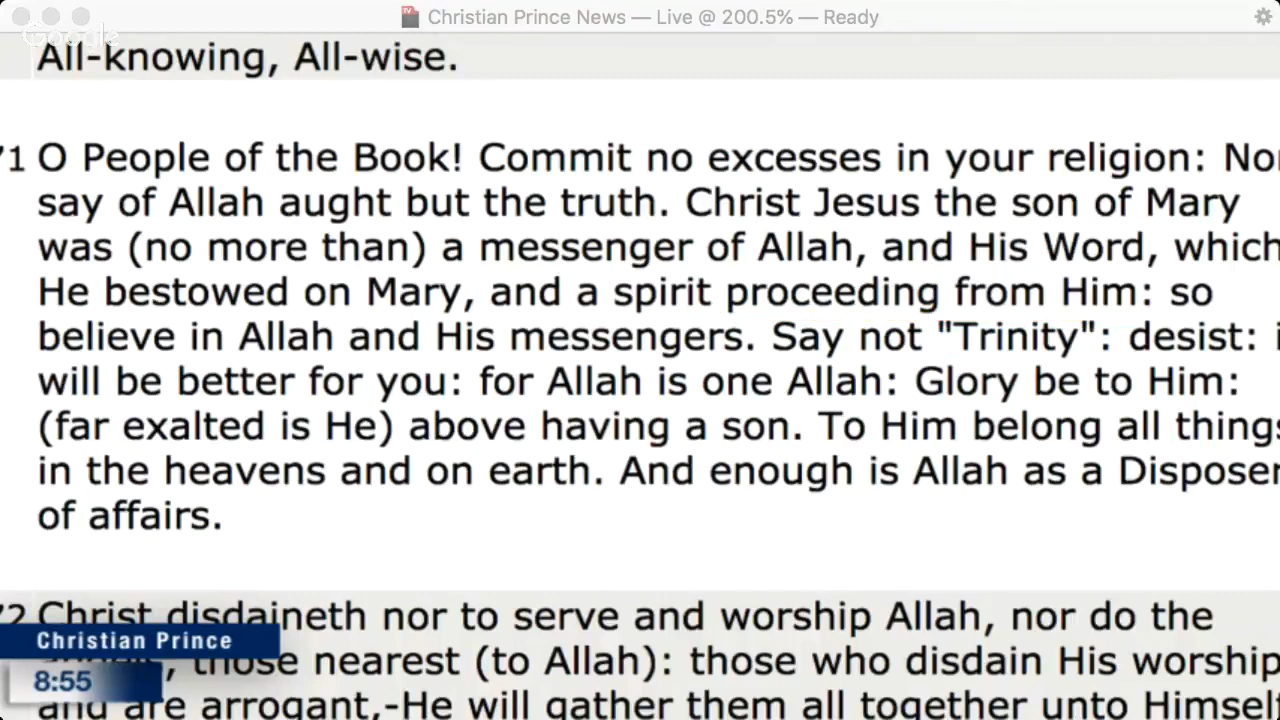 Christian Prince News — Live @ 200.5% — Ready
Google
All-knowing, All-wise.
71 O People of the Book! Commit no excesses in your religion: Nor
say of Allah aught but the truth. Christ Jesus the son of Mary
was (no more than) a messenger of Allah, and His Word, which
He bestowed on Mary, and a spirit proceeding from Him: so
believe in Allah and His messengers. Say not "Trinity": desist:
will be better for you: for Allah is one Allah: Glory be to Him:
(far exalted is He) above having a son. To Him belong all things
in the heavens and on earth. And enough is Allah as a Disposer
of affairs.
72 Christ disdaineth nor to serve and worship Allah, nor do the
those nearest (to Allah): those who disdain His worship
and are arrogant,-He will gather them all together unto Himself
Christian Prince
8:55